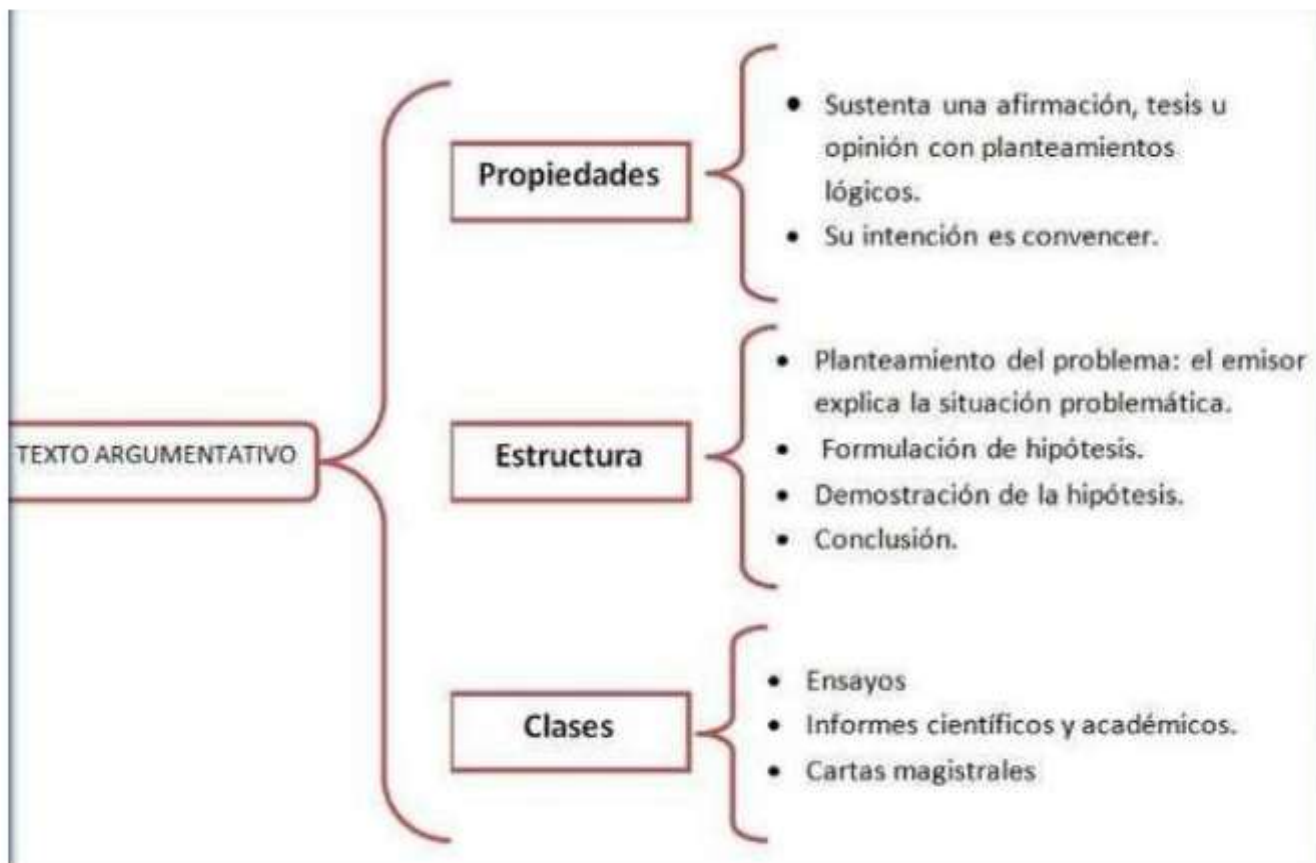 TEXTO ARGUMENTATIVO
Propiedades
• Sustenta una afirmación, tesis u
opinión con planteamientos
lógicos.
• Su intención es convencer.
Estructura
• Planteamiento del problema: el emisor
explica la situación problemática.
• Formulación de hipótesis.
• Demostración de la hipótesis.
• Conclusión.
Clases
• Ensayos
• Informes científicos y académicos.
• Cartas magistrales